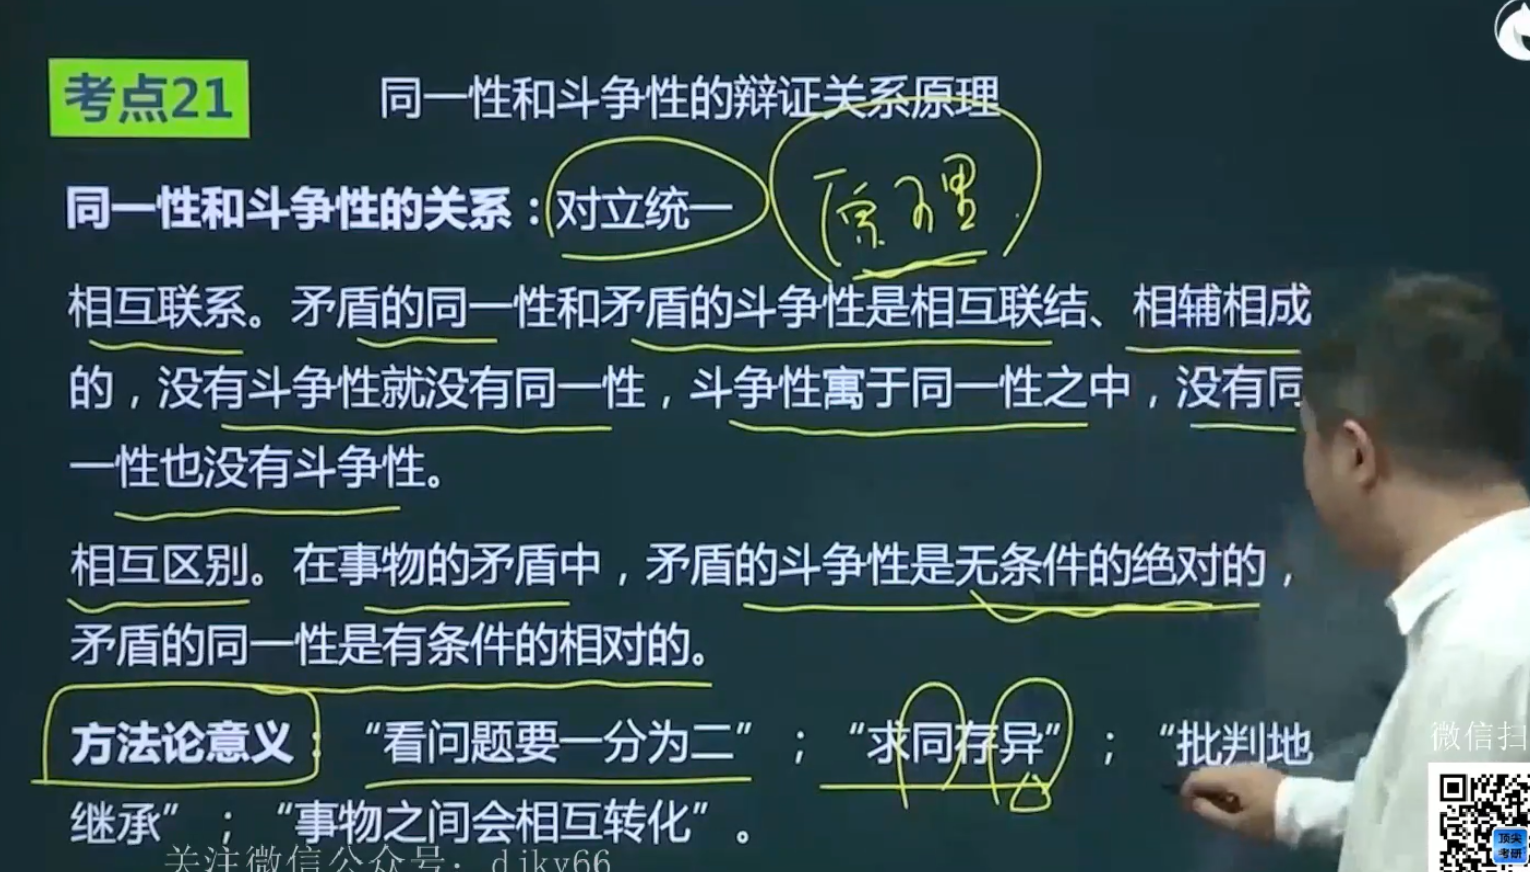 考点21
同一性和斗争性的辩证关系原理
同一性和斗争性的关系：对立统一
原理
相互联系。矛盾的同一性和矛盾的斗争性是相互联结、相辅相成
的，没有斗争性就没有同一性，斗争性寓于同一性之中，没有同
一性也没有斗争性。
相互区别。在事物的矛盾中，矛盾的斗争性是无条件的绝对的，
矛盾的同一性是有条件的相对的。
方法论意义：“看问题要一分为二”；“求同存异”；“批判地
继承”；“事物之间会相互转化”。
微信扫
关注微信公众号：djky66
顶尖
考研